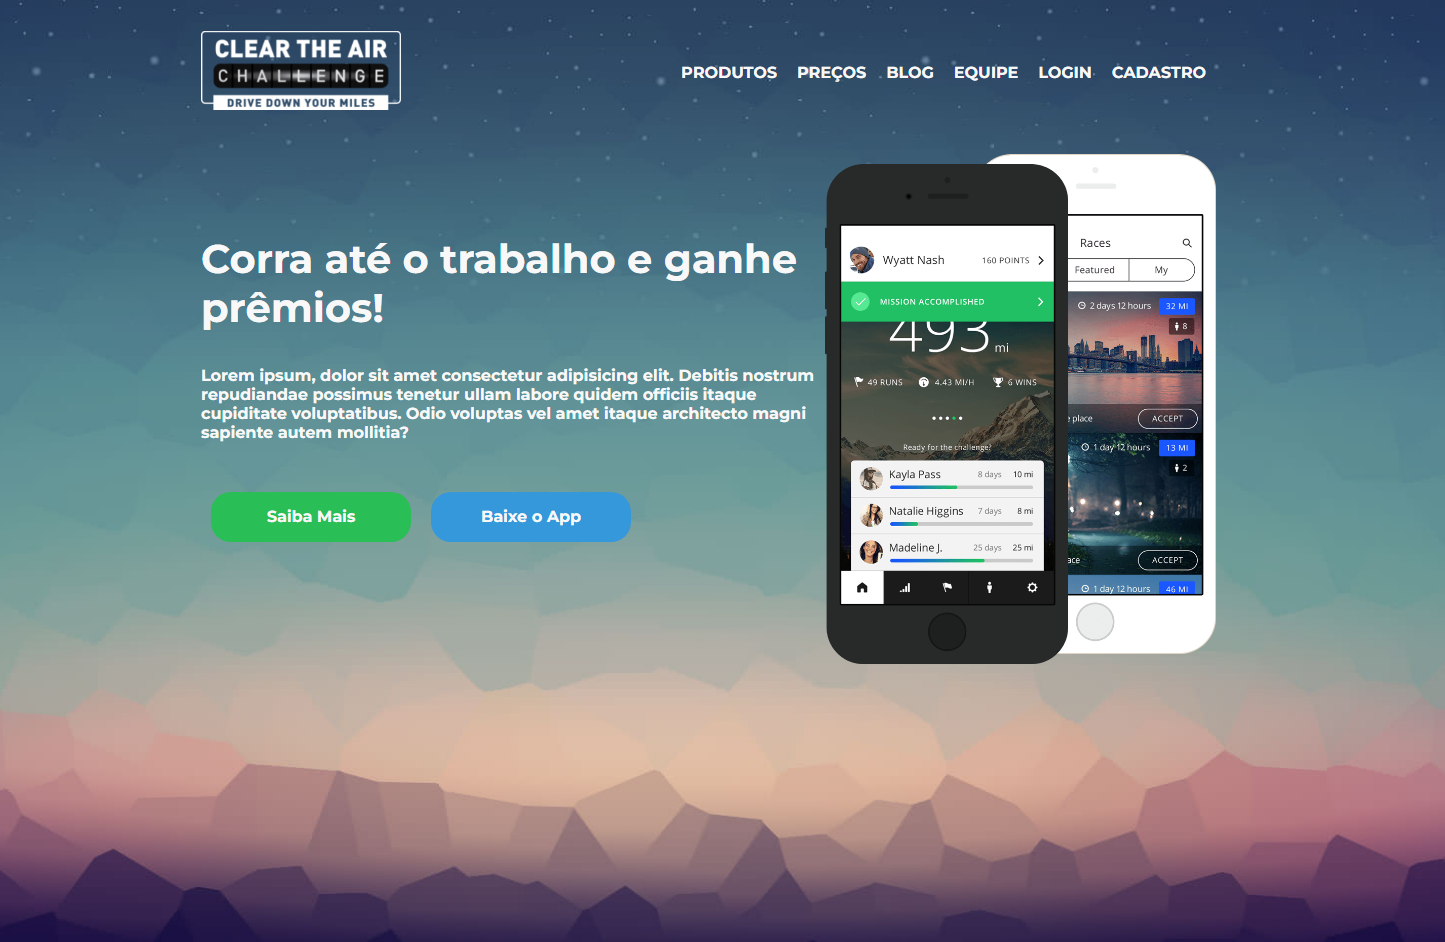 CLEAR THE AIR
CHALLENGE
DRIVE DOWN YOUR MILES
PRODUTOS PREÇOS BLOG EQUIPE LOGIN CADASTRO
Corra até o trabalho e ganhe
prêmios!
Lorem ipsum, dolor sit amet consectetur adipisicing elit. Debitis nostrum
repudiandae possimus tenetur ullam labore quidem officiis itaque
cupiditate voluptatibus. Odio voluptas vel amet itaque architecto magni
sapiente autem mollitia?
Saiba Mais Baixe o App
Wyatt Nash 160 POINTS
MISSION ACCOMPLISHED
493 mi
49 RUNS 4.43 MI/H 6 WINS
Ready for the challenge?
Kayla Pass 8 days 10 mi
Natalie Higgins 7 days 8 mi
Madeline J. 25 days 25 mi
Races
Featured My
2 days 12 hours 32 MI
8
place
ACCEPT
1 day 12 hours 13 MI
2
ACCEPT
1 day 12 hours 46 MI